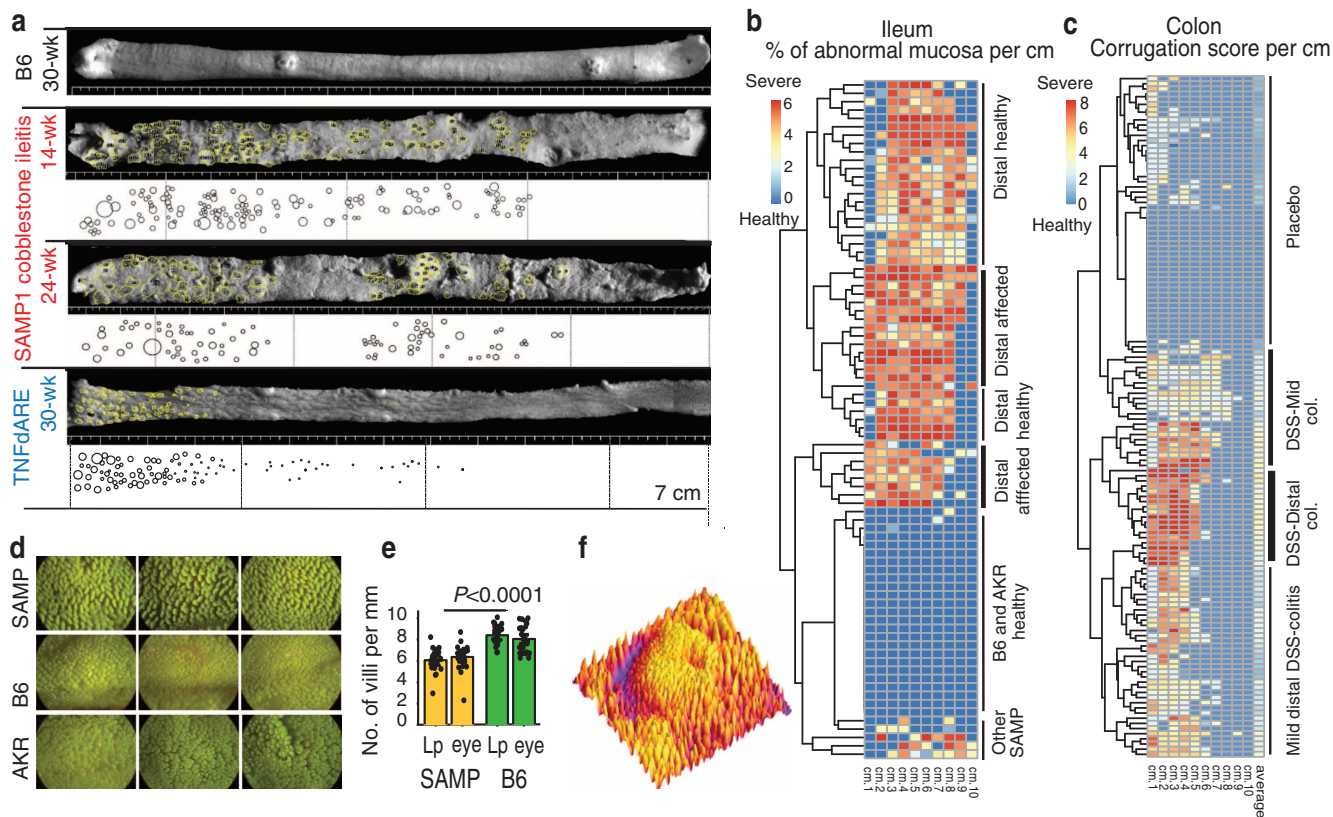 a
B6
30-wk
SAMP1 cobblestone ileitis
14-wk
24-wk
TNFdARE
30-wk
7 cm
b
Ileum
% of abnormal mucosa per cm
Severe
6
4
2
0
Healthy
Distal healthy
Distal affected
Distal healthy
Distal afffected
B6 and AKR
healthy
Other
SAMP
cm.1
cm.2
cm.3
cm.4
cm.5
cm.6
cm.7
cm.8
cm.9
cm.10
c
Colon
Corrugation score per cm
Severe
8
6
4
2
0
Healthy
Placebo
DSS-Mid
col.
DSS-Distal
col.
Mild distal DSS-colitis
cm.1
cm.2
cm.3
cm.4
cm.5
cm.6
cm.7
cm.8
cm.9
cm.10
average
d
SAMP
B6
AKR
e
P<0.0001
No. of villi per mm
10
8
6
4
2
0
Lp eye Lp eye
SAMP B6
f